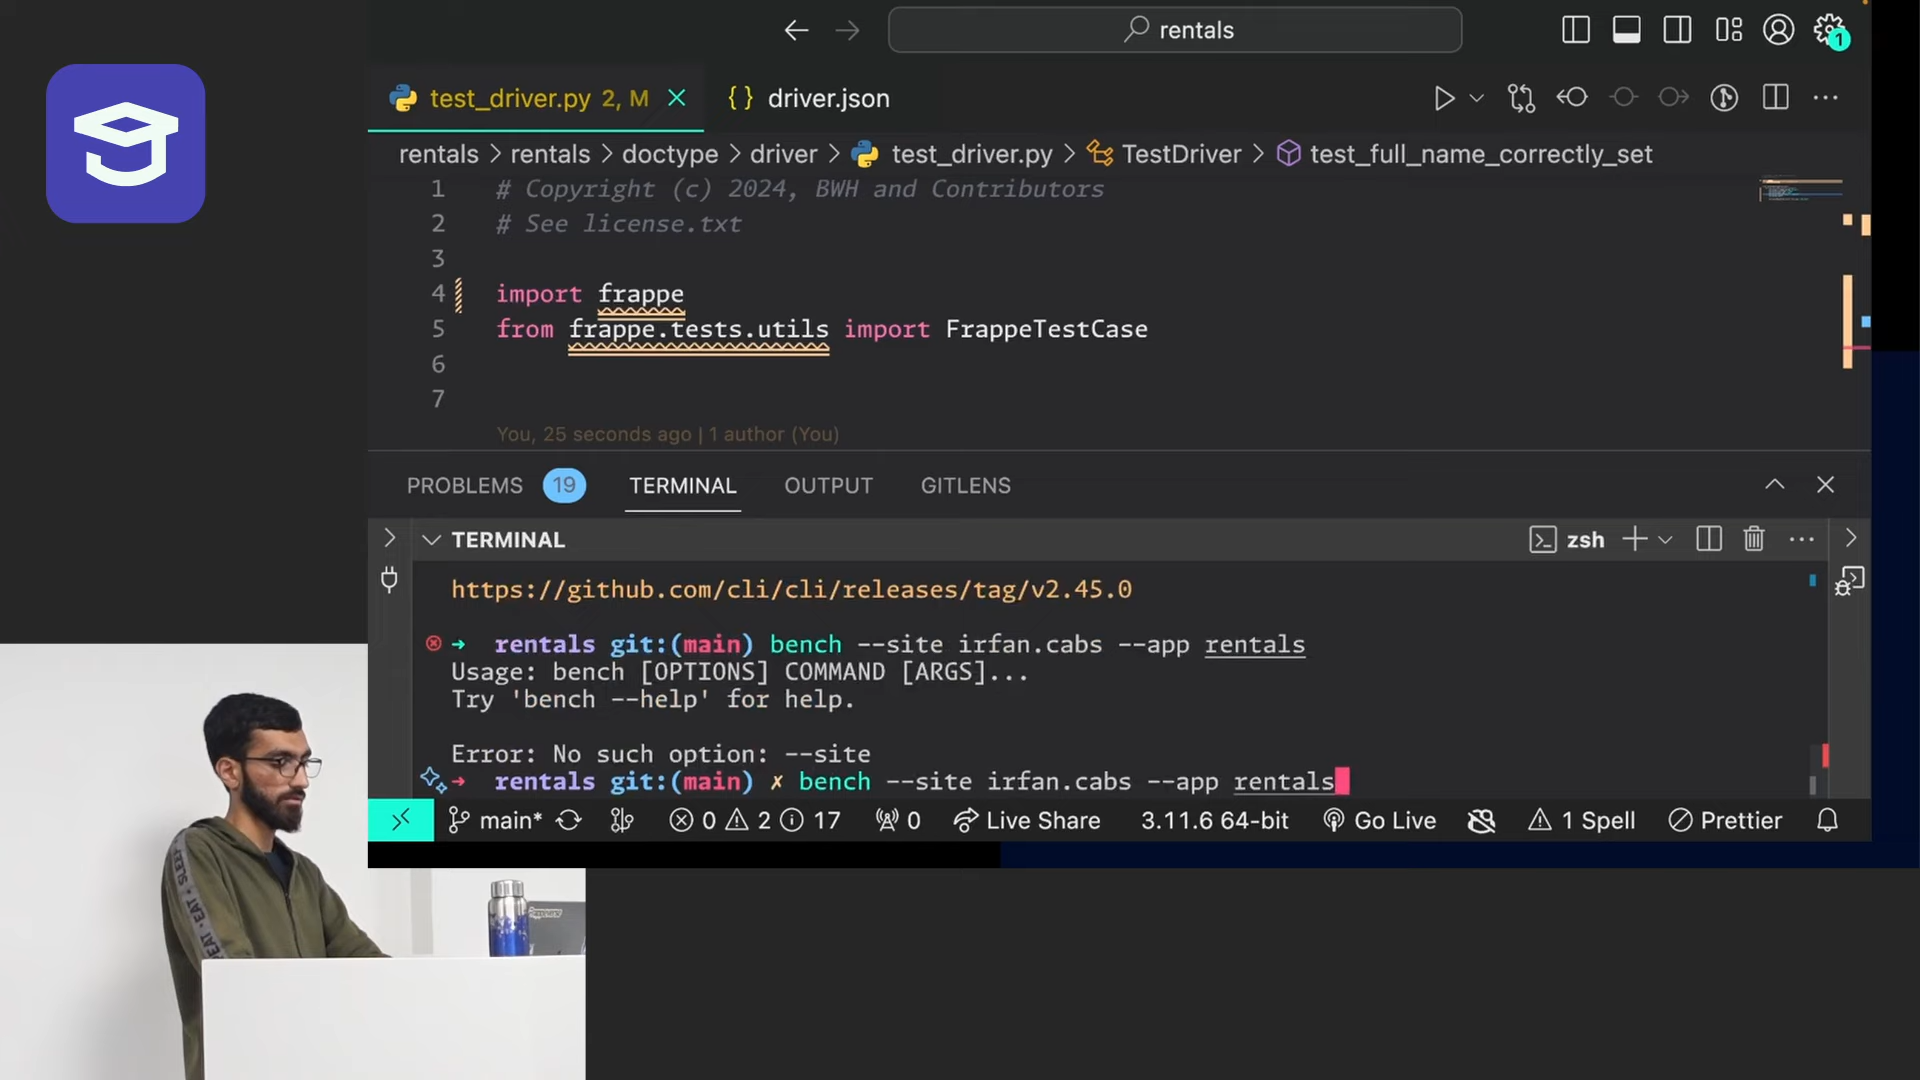 rentals
1
test_driver.py 2, M
driver.json
rentals > rentals > doctype > driver > test_driver.py > TestDriver > test_full_name_correctly_set
1 # Copyright (c) 2024, BWH and Contributors
2 # See license.txt
3
4 import frappe
5 from frappe.tests.utils import FrappeTestCase
6
7
You, 25 seconds ago | 1 author (You)
PROBLEMS 19 TERMINAL OUTPUT GITLENS
TERMINAL
zsh
https://github.com/cli/cli/releases/tag/v2.45.0
➜ rentals git:(main) bench --site irfan.cabs --app rentals
Usage: bench [OPTIONS] COMMAND [ARGS]...
Try 'bench --help' for help.
Error: No such option: --site
➜ rentals git:(main) ✗ bench --site irfan.cabs --app rentals
main* 0 2 17 0 Live Share 3.11.6 64-bit Go Live 1 Spell Prettier
EAT • SLEEP
EAT •